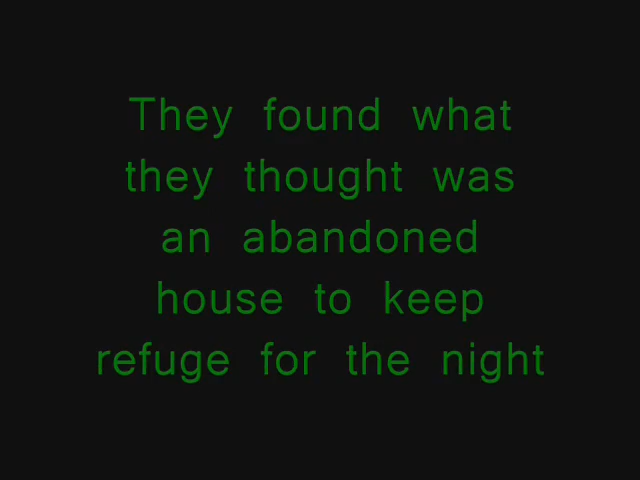 They found what
they thought was
an abandoned
house to keep
refuge for the night